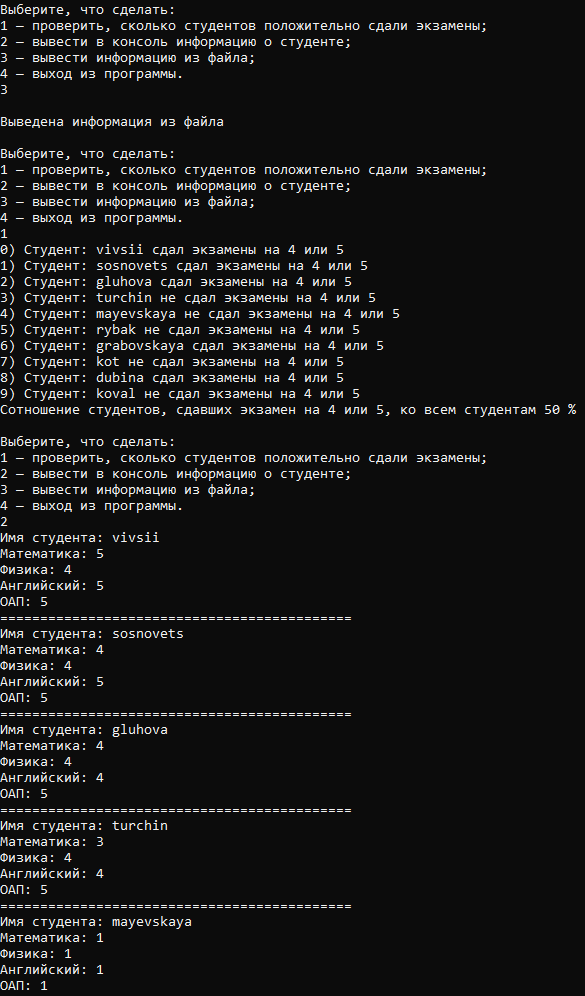 Выберите, что сделать:
1 – проверить, сколько студентов положительно сдали экзамены;
2 – вывести в консоль информацию о студенте;
3 – вывести информацию из файла;
4 – выход из программы.
3
Выведена информация из файла
Выберите, что сделать:
1 – проверить, сколько студентов положительно сдали экзамены;
2 – вывести в консоль информацию о студенте;
3 – вывести информацию из файла;
4 – выход из программы.
1
0) Студент: vivsii сдал экзамены на 4 или 5
1) Студент: sosnovets сдал экзамены на 4 или 5
2) Студент: gluhova сдал экзамены на 4 или 5
3) Студент: turchin не сдал экзамены на 4 или 5
4) Студент: mayevskaya не сдал экзамены на 4 или 5
5) Студент: rybak не сдал экзамены на 4 или 5
6) Студент: grabovskaya сдал экзамены на 4 или 5
7) Студент: kot не сдал экзамены на 4 или 5
8) Студент: dubina сдал экзамены на 4 или 5
9) Студент: koval не сдал экзамены на 4 или 5
Сотношение студентов, сдавших экзамен на 4 или 5, ко всем студентам 50 %
Выберите, что сделать:
1 – проверить, сколько студентов положительно сдали экзамены;
2 – вывести в консоль информацию о студенте;
3 – вывести информацию из файла;
4 – выход из программы.
2
Имя студента: vivsii
Математика: 5
Физика: 4
Английский: 5
ОАП: 5
============================================
Имя студента: sosnovets
Математика: 4
Физика: 4
Английский: 5
ОАП: 5
============================================
Имя студента: gluhova
Математика: 4
Физика: 4
Английский: 4
ОАП: 5
============================================
Имя студента: turchin
Математика: 3
Физика: 4
Английский: 4
ОАП: 5
============================================
Имя студента: mayevskaya
Математика: 1
Физика: 1
Английский: 1
ОАП: 1